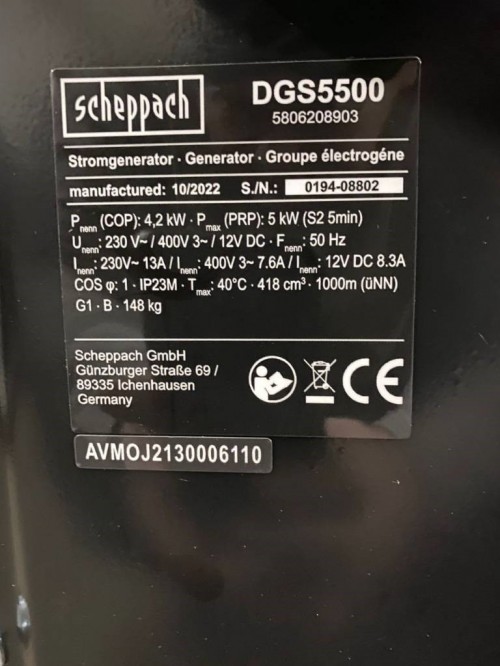 scheppach
DGS5500
5806208903
Stromgenerator · Generator · Groupe électrogéne
manufactured: 10/2022 S./N.: 0194-08802
Pnenn (COP): 4,2 kW · Pmax (PRP): 5 kW (S2 5min)
Unenn: 230 V~ / 400V 3~ / 12V DC · Fnenn: 50 Hz
Inenn: 230V~ 13A / Inenn: 400V 3~ 7.6A / Inenn: 12V DC 8.3A
COS φ: 1 · IP23M · Tmax: 40°C · 418 cm³ · 1000m (üNN)
G1 · B · 148 kg
Scheppach GmbH
Günzburger Straße 69 /
89335 Ichenhausen
Germany
CE
AVMOJ2130006110